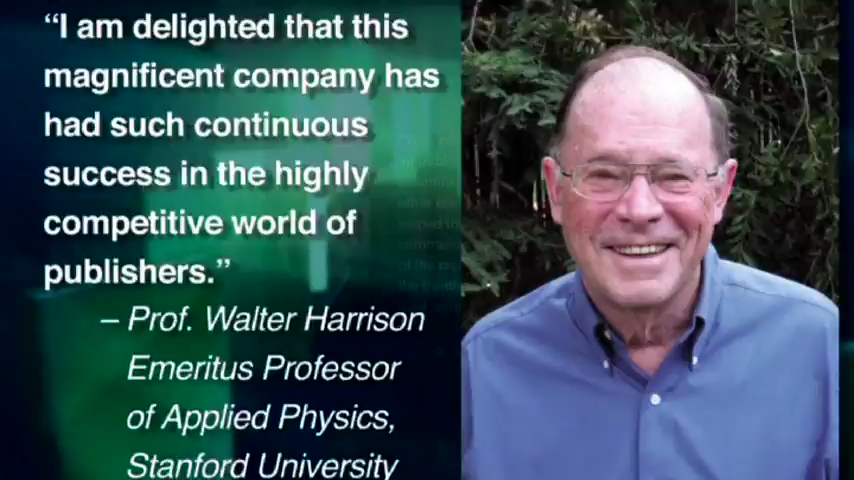 “I am delighted that this
magnificent company has
had such continuous
success in the highly
competitive world of
publishers.”
– Prof. Walter Harrison
Emeritus Professor
of Applied Physics,
Stanford University